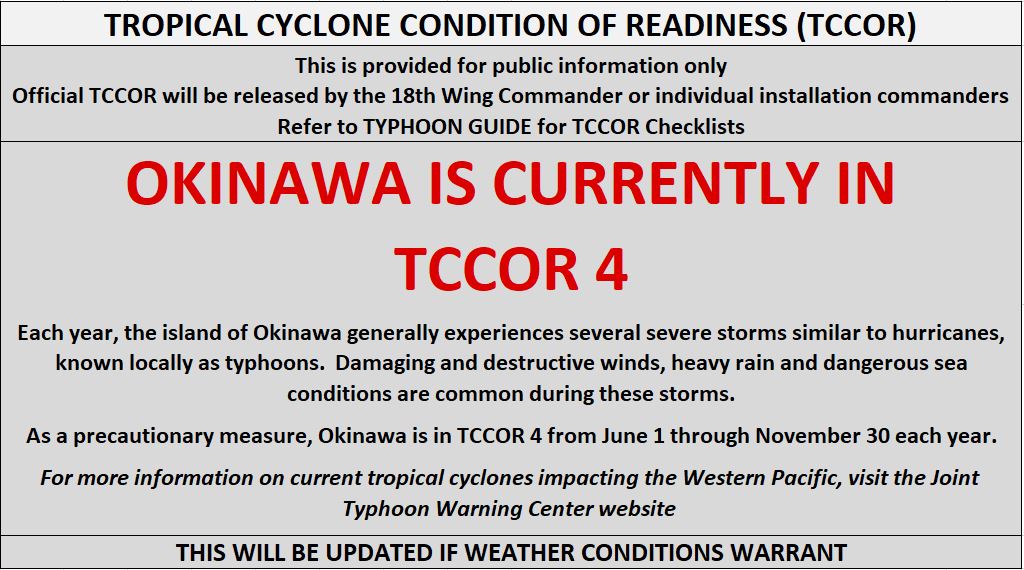 TROPICAL CYCLONE CONDITION OF READINESS (TCCOR)
This is provided for public information only
Official TCCOR will be released by the 18th Wing Commander or individual installation commanders
Refer to TYPHOON GUIDE for TCCOR Checklists
OKINAWA IS CURRENTLY IN
TCCOR 4
Each year, the island of Okinawa generally experiences several severe storms similar to hurricanes,
known locally as typhoons.  Damaging and destructive winds, heavy rain and dangerous sea
conditions are common during these storms.
As a precautionary measure, Okinawa is in TCCOR 4 from June 1 through November 30 each year.
For more information on current tropical cyclones impacting the Western Pacific, visit the Joint
Typhoon Warning Center website
THIS WILL BE UPDATED IF WEATHER CONDITIONS WARRANT